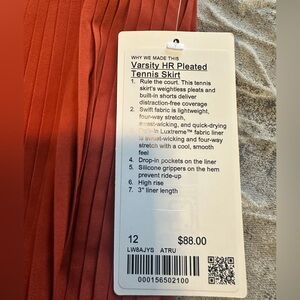 WHY WE MADE THIS
Varsity HR Pleated
Tennis Skirt
1. Rule the court. This tennis
skirt's weightless pleats and
built-in shorts deliver
distraction-free coverage
2. Swift fabric is lightweight,
four-way stretch,
sweat-wicking, and quick-drying
3. Built-in Luxtreme™ fabric liner
is sweat-wicking and four-way
stretch with a cool, smooth
feel
4. Drop-in pockets on the liner
5. Silicone grippers on the hem
prevent ride-up
6. High rise
7. 3" liner length
12 $88.00
LW8AJYS ATRU
000156502100